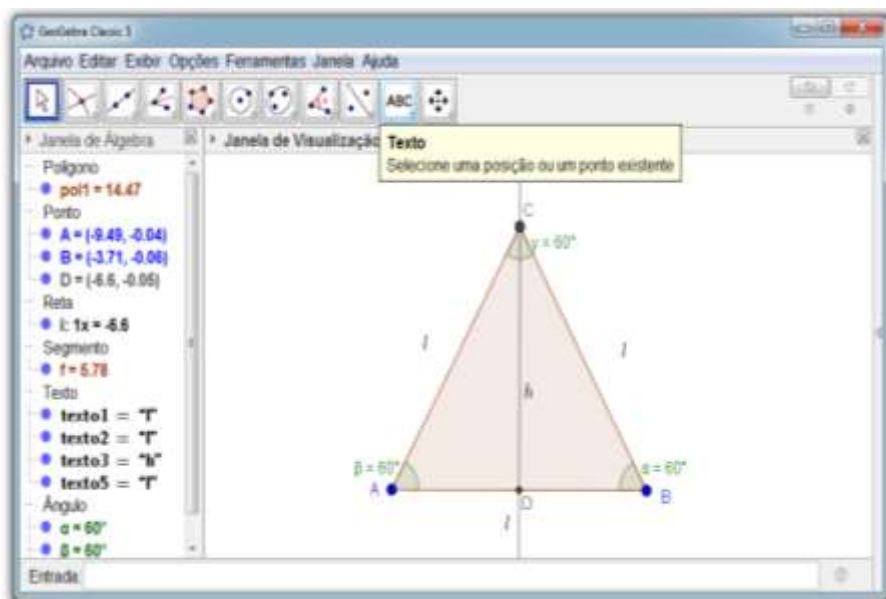 GeoGebra Classic 5
Arquivo Editar Exibir Opções Ferramentas Janela Ajuda
ABC
Janela de Álgebra
Janela de Visualização
Texto
Selecione uma posição ou um ponto existente
Polígono
pol1 = 14.47
Ponto
A = (-9.49, -0.04)
B = (-3.71, -0.06)
D = (-6.6, -0.05)
Reta
i: 1x = -6.6
Segmento
f = 5.78
Texto
texto1 = "l"
texto2 = "l"
texto3 = "h"
texto5 = "l"
Ângulo
α = 60°
β = 60°
C
γ = 60°
l
l
h
β = 60°
α = 60°
A
D
B
l
Entrada: